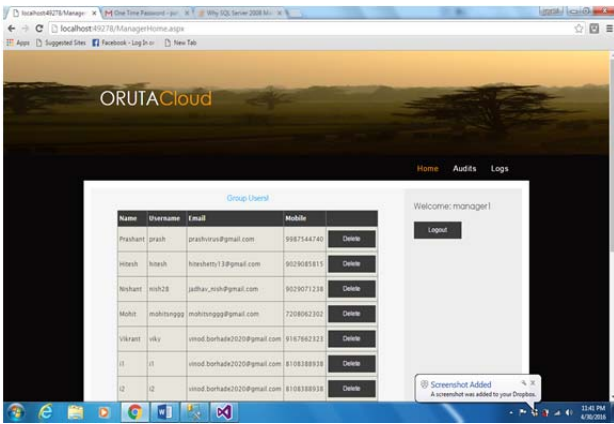 localhost:49278/Manage
One Time Password - 
Why SQL Server 2008 M
localhost:49278/ManagerHome.aspx
Apps Suggested Sites Facebook - Log In or New Tab
ORUTACloud
Home Audits Logs
Group Users!
Welcome: manager1
Logout
Name Username Email Mobile
Prashant prash prashvirus@gmail.com 9987544740 Delete
Hitesh hitesh hiteshetty13@gmail.com 9029085815 Delete
Nishant nish28 jadhav_nish@gmail.com 9029071238 Delete
Mohit mohitsnggg mohitsnggg@gmail.com 7208062302 Delete
Vikrant viky vinod.borhade2020@gmail.com 9167662323 Delete
i1 i1 vinod.borhade2020@gmail.com 8108388938 Delete
i2 i2 vinod.borhade2020@gmail.com 8108388938 Delete
Screenshot Added
A screenshot was added to your Dropbox.
11:41 PM
4/30/2016